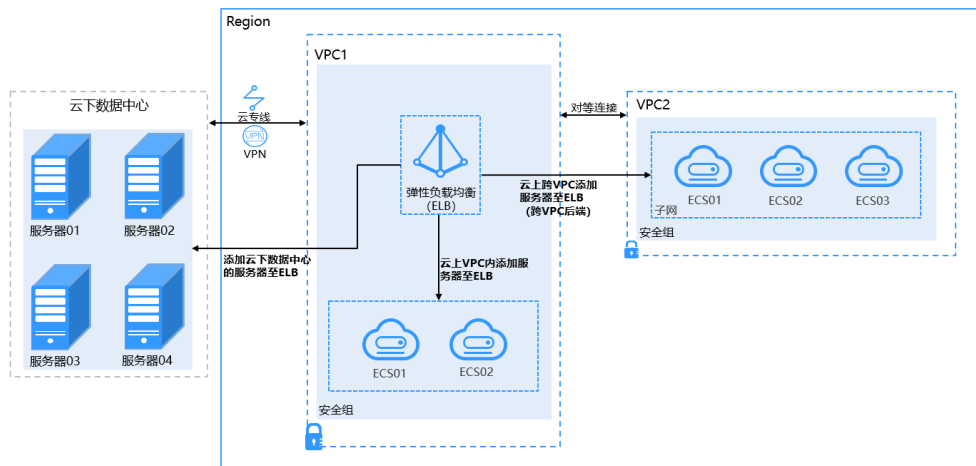 Region
VPC1
云下数据中心
云专线
VPN
VPN
对等连接
VPC2
服务器01
服务器02
弹性负载均衡
(ELB)
云上跨VPC添加
服务器至ELB
(跨VPC后端)
ECS01
ECS02
ECS03
子网
安全组
添加云下数据中心
的服务器至ELB
云上VPC内添加服
务器至ELB
服务器03
服务器04
ECS01
ECS02
安全组